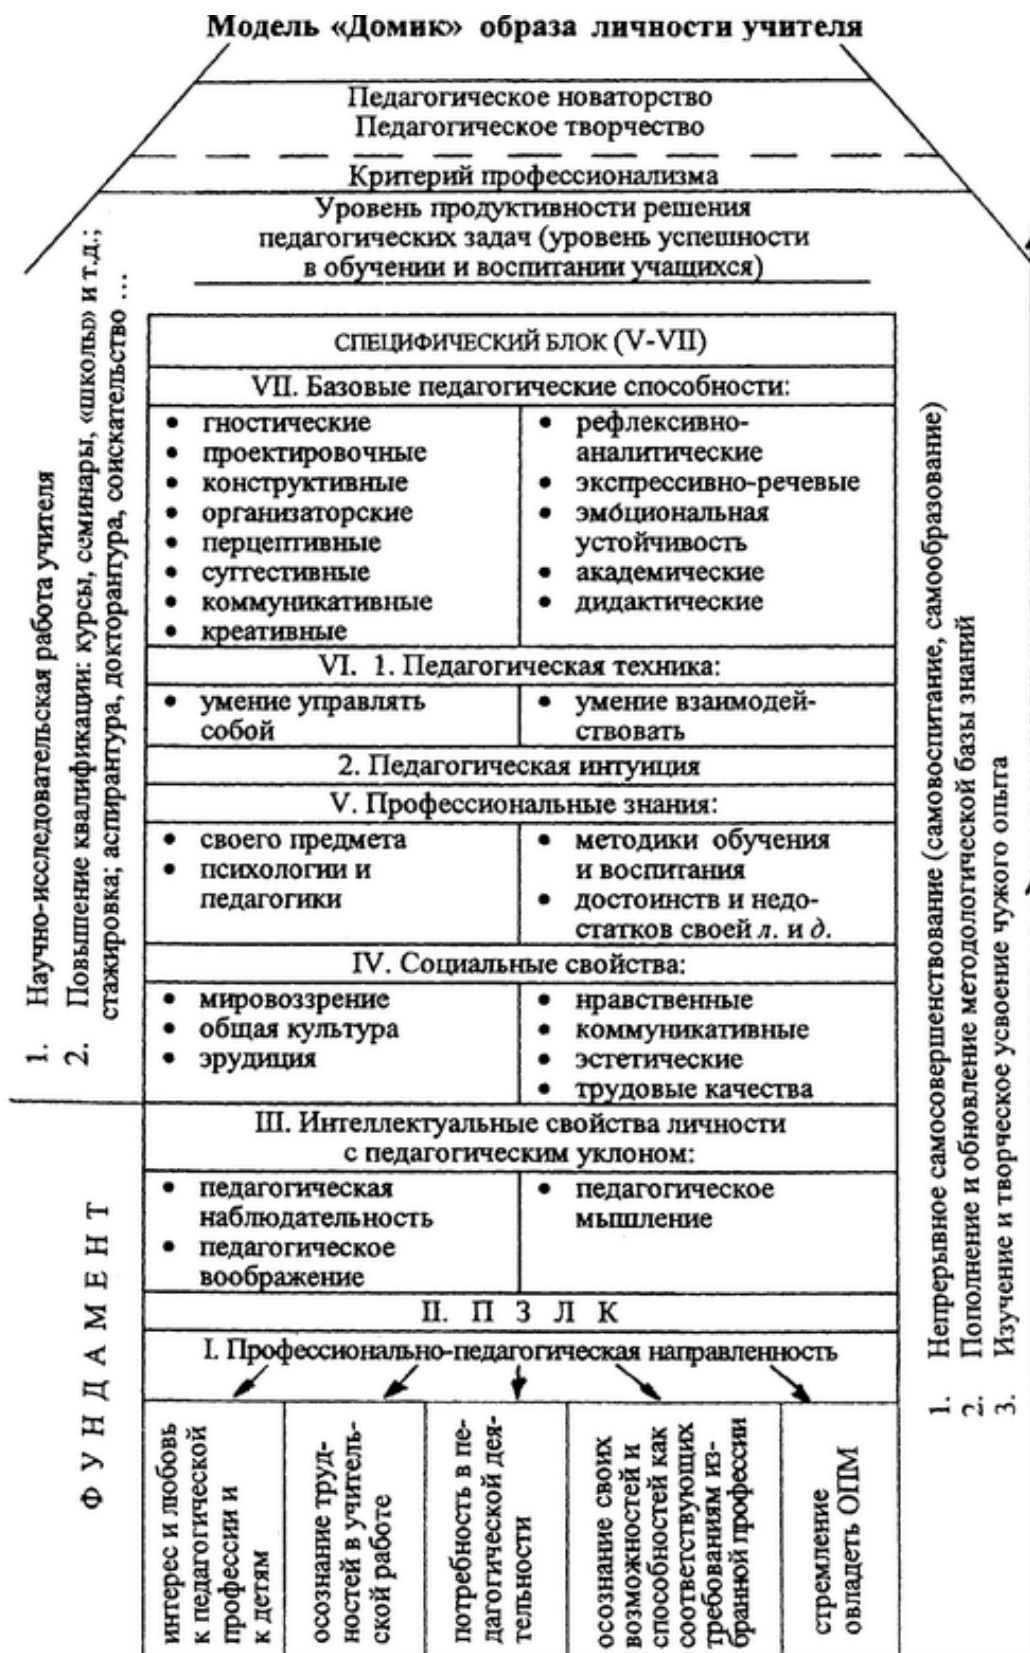 Модель «Домик» образа личности учителя
Педагогическое новаторство
Педагогическое творчество
Критерий профессионализма
Уровень продуктивности решения
педагогических задач (уровень успешности
в обучении и воспитании учащихся)
1. Научно-исследовательская работа учителя
2. Повышение квалификации: курсы, семинары, «школы» и т.д.;
стажировка; аспирантура, докторантура, соискательство ...
СПЕЦИФИЧЕСКИЙ БЛОК (V-VII)
VII. Базовые педагогические способности:
• гностические
• проектировочные
• конструктивные
• организаторские
• перцептивные
• суггестивные
• коммуникативные
• креативные
• рефлексивно-
аналитические
• экспрессивно-речевые
• эмоциональная
устойчивость
• академические
• дидактические
VI. 1. Педагогическая техника:
• умение управлять
собой
• умение взаимодей-
ствовать
2. Педагогическая интуиция
V. Профессиональные знания:
• своего предмета
• психологии и
педагогики
• методики обучения
и воспитания
• достоинств и недо-
статков своей л. и д.
IV. Социальные свойства:
• мировоззрение
• общая культура
• эрудиция
• нравственные
• коммуникативные
• эстетические
• трудовые качества
ФУНДАМЕНТ
III. Интеллектуальные свойства личности
с педагогическим уклоном:
• педагогическая
наблюдательность
• педагогическое
воображение
• педагогическое
мышление
II. П З Л К
I. Профессионально-педагогическая направленность
интерес и любовь
к педагогической
профессии и
к детям
осознание труд-
ностей в учитель-
ской работе
потребность в пе-
дагогической дея-
тельности
осознание своих
возможностей и
способностей как
соответствующих
требованиям из-
бранной профессии
стремление
овладеть ОПМ
1. Непрерывное самосовершенствование (самовоспитание, самообразование)
2. Пополнение и обновление методологической базы знаний
3. Изучение и творческое усвоение чужого опыта